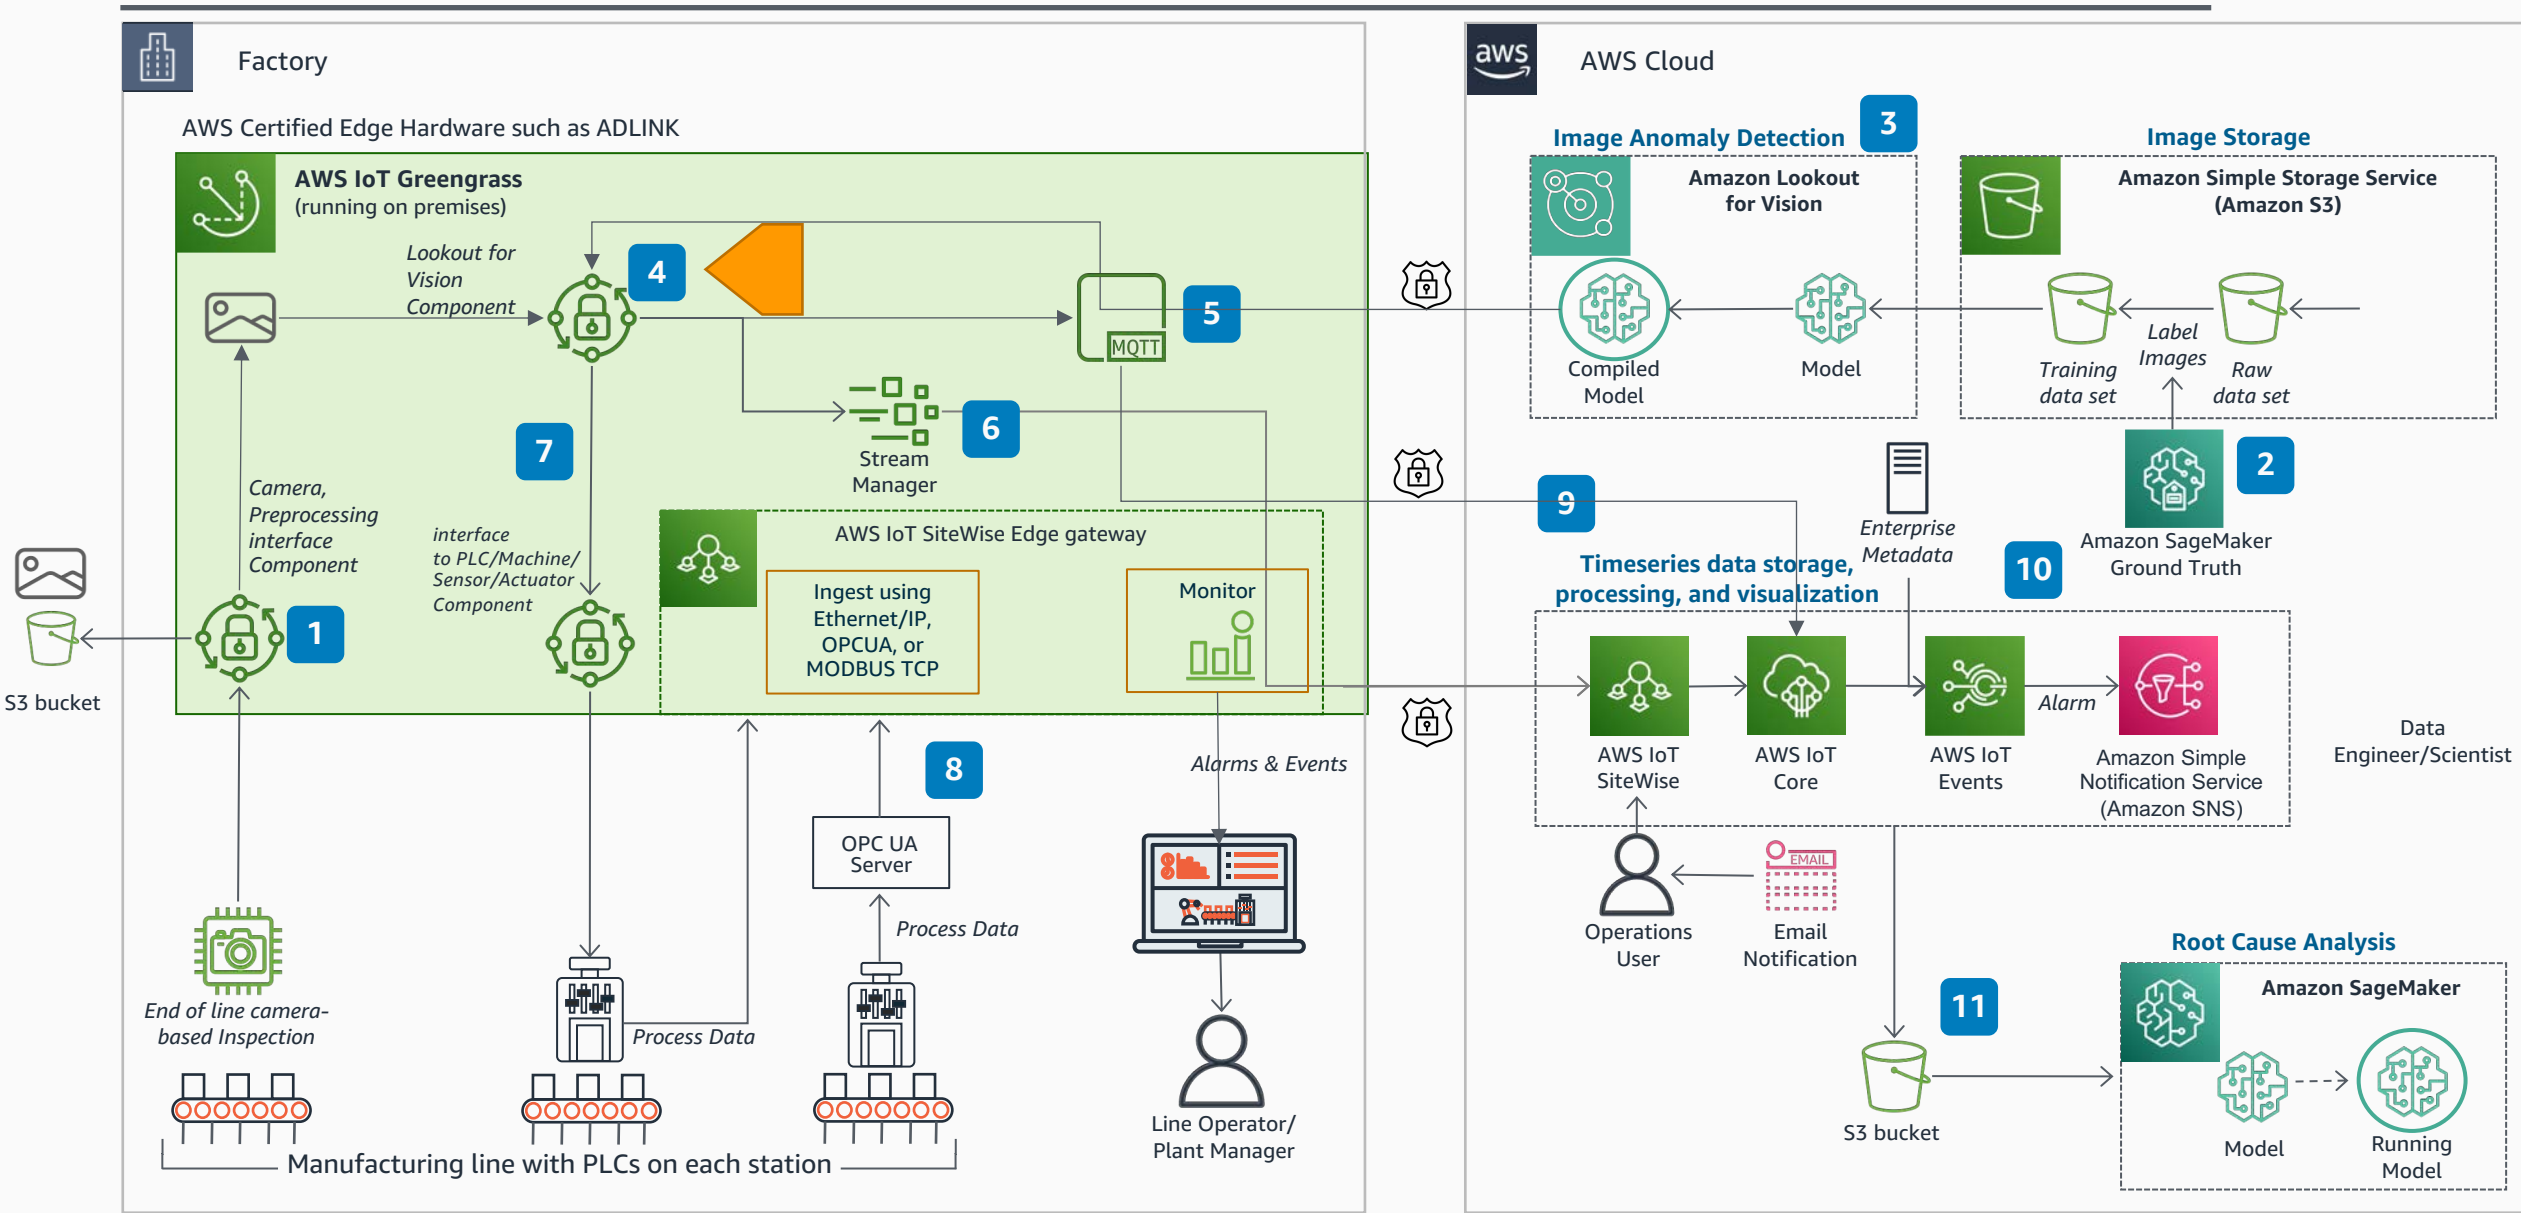 Factory
AWS Certified Edge Hardware such as ADLINK
AWS IoT Greengrass
(running on premises)
Lookout for
Vision
Component
4
5
MQTT
6
Stream
Manager
7
Camera,
Preprocessing
interface
Component
interface
to PLC/Machine/
Sensor/Actuator
Component
1
S3 bucket
AWS IoT SiteWise Edge gateway
Ingest using
Ethernet/IP,
OPCUA, or
MODBUS TCP
Monitor
8
Alarms & Events
OPC UA
Server
Process Data
End of line camera-
based Inspection
Process Data
Line Operator/
Plant Manager
Manufacturing line with PLCs on each station
aws
AWS Cloud
Image Anomaly Detection
3
Amazon Lookout
for Vision
Compiled
Model
Model
Image Storage
Amazon Simple Storage Service
(Amazon S3)
Label
Images
Training
data set
Raw
data set
2
Amazon SageMaker
Ground Truth
9
Enterprise
Metadata
10
Timeseries data storage,
processing, and visualization
AWS IoT
SiteWise
AWS IoT
Core
AWS IoT
Events
Alarm
Amazon Simple
Notification Service
(Amazon SNS)
Data
Engineer/Scientist
Operations
User
EMAIL
Email
Notification
11
S3 bucket
Root Cause Analysis
Amazon SageMaker
Model
Running
Model